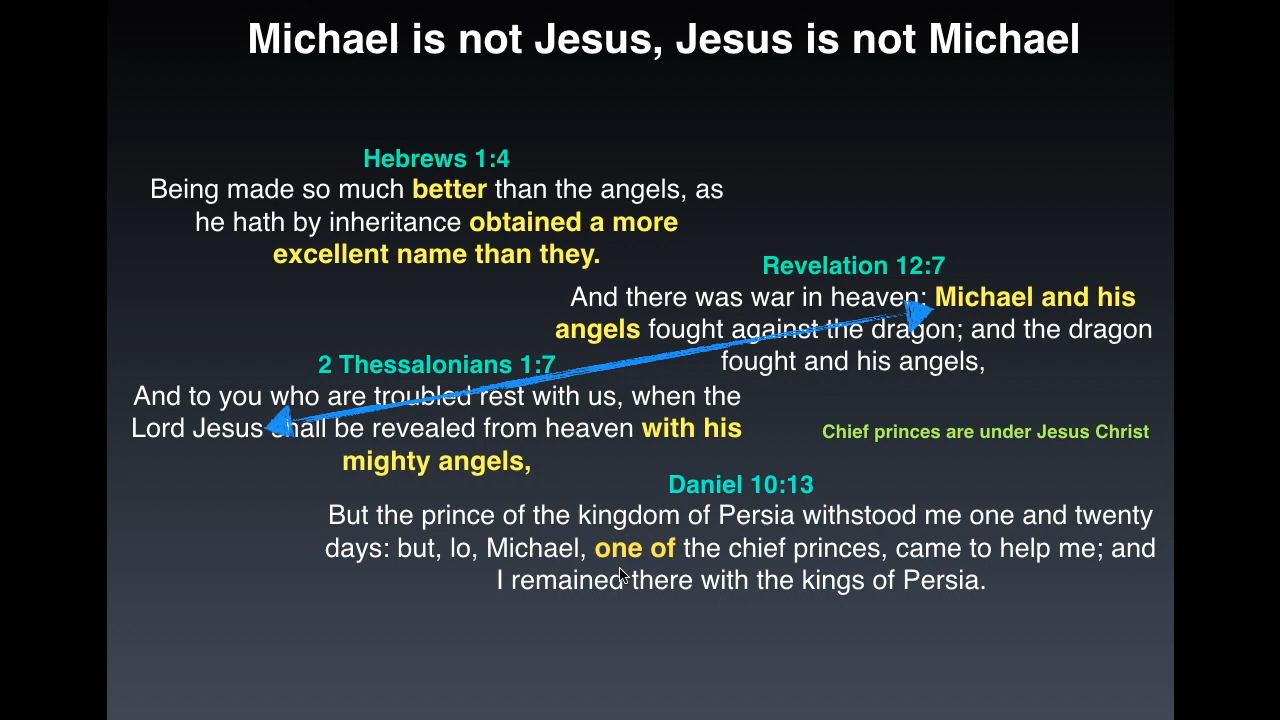 Michael is not Jesus, Jesus is not Michael
Hebrews 1:4
Being made so much better than the angels, as
he hath by inheritance obtained a more
excellent name than they.
Revelation 12:7
And there was war in heaven: Michael and his
angels fought against the dragon; and the dragon
fought and his angels,
2 Thessalonians 1:7
And to you who are troubled rest with us, when the
Lord Jesus shall be revealed from heaven with his
mighty angels,
Chief princes are under Jesus Christ
Daniel 10:13
But the prince of the kingdom of Persia withstood me one and twenty
days: but, lo, Michael, one of the chief princes, came to help me; and
I remained there with the kings of Persia.